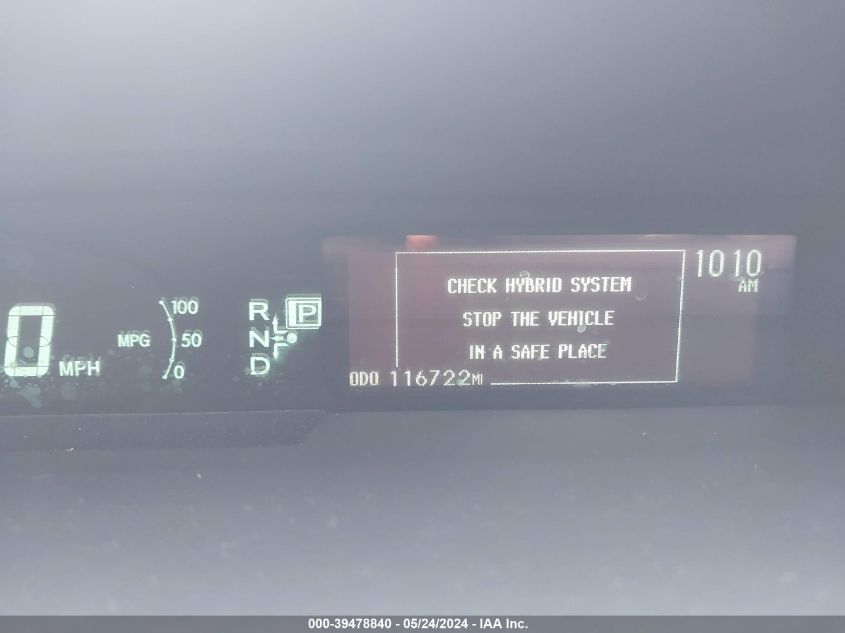 0 MPH
MPG
100
50
0
R
P
N
D
CHECK HYBRID SYSTEM
STOP THE VEHICLE
IN A SAFE PLACE
1010
AM
ODO 116722MI
000-39478840 - 05/24/2024 - IAA Inc.